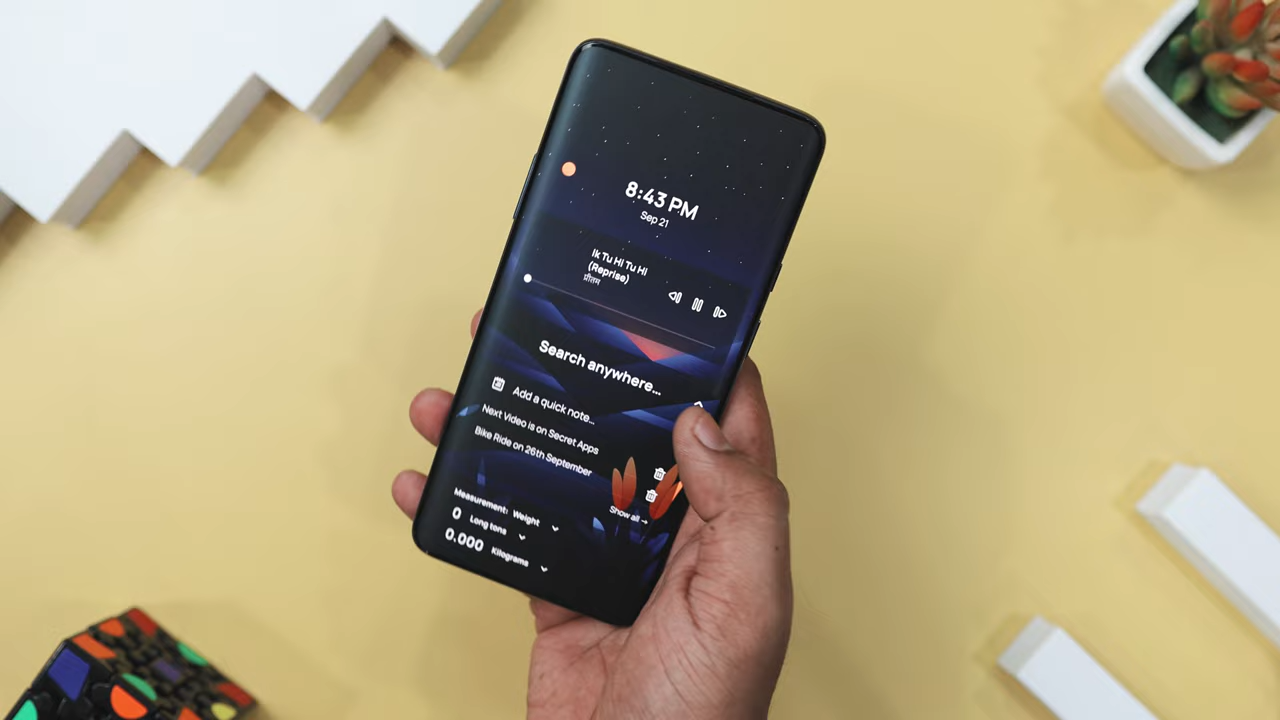 8:43 PM
Sep 21
Ik Tu Hi Tu Hi
(Reprise)
प्रीतम
Search anywhere...
Add a quick note...
Next Video is on Secret Apps
Bike Ride on 26th September
Show all →
Measurement: Weight
0 Long tons
0.000 Kilograms